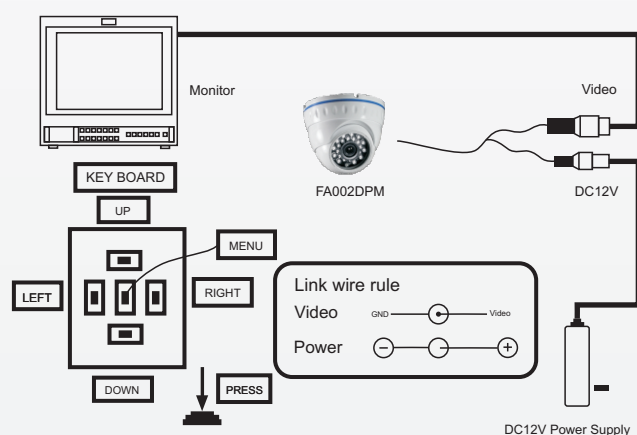 Monitor
Video
FA002DPM
DC12V
KEY BOARD
UP
MENU
LEFT
RIGHT
DOWN
PRESS
Link wire rule
Video GND Video
Power − +
DC12V Power Supply